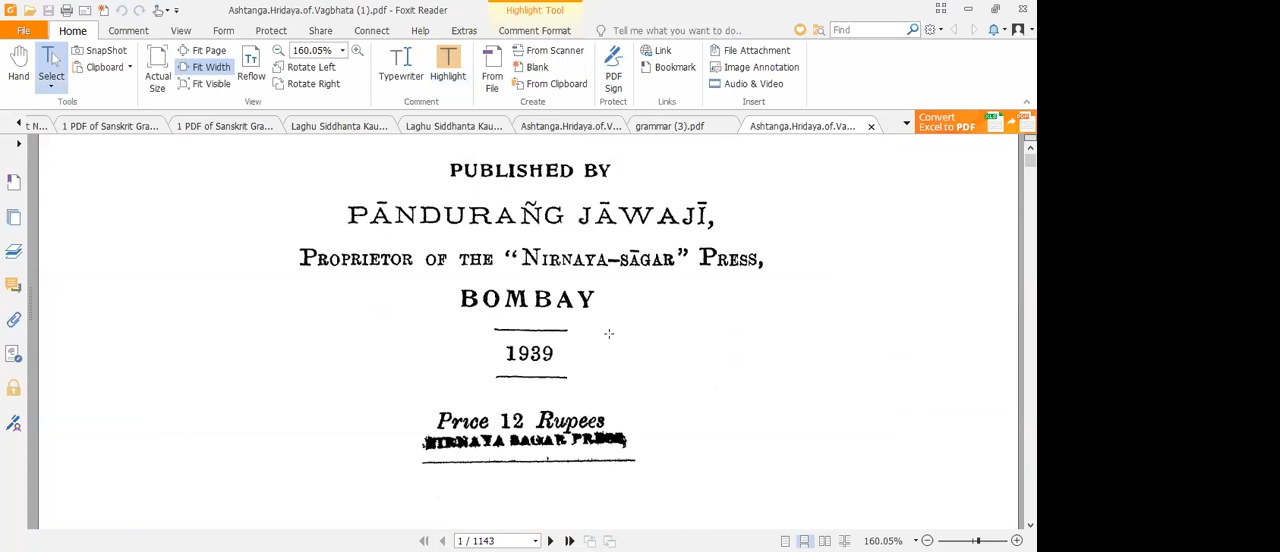 Ashtanga.Hridaya.of.Vagbhata (1).pdf - Foxit Reader
Highlight Tool
File
Home
Comment
View
Form
Protect
Share
Connect
Help
Extras
Comment Format
Tell me what you want to do..
Find
Hand
Select
SnapShot
Clipboard
Actual Size
Fit Page
Fit Width
Fit Visible
Reflow
160.05%
Rotate Left
Rotate Right
Typewriter
Highlight
From File
From Scanner
Blank
From Clipboard
PDF Sign
Link
Bookmark
File Attachment
Image Annotation
Audio & Video
Tools
View
Comment
Create
Protect
Links
Insert
t N...
1 PDF of Sanskrit Gra...
1 PDF of Sanskrit Gra...
Laghu Siddhanta Kau...
Laghu Siddhanta Kau...
Ashtanga.Hridaya.of.V...
grammar (3).pdf
Ashtanga.Hridaya.of.Va...
Convert
Excel to PDF
PUBLISHED BY
PĀNDURAÑG JĀWAJĪ,
PROPRIETOR OF THE “NIRNAYA–SĀGAR” PRESS,
BOMBAY
1939
Price 12 Rupees
NIRNAYA SAGAR PRESS,
1 / 1143
160.05%